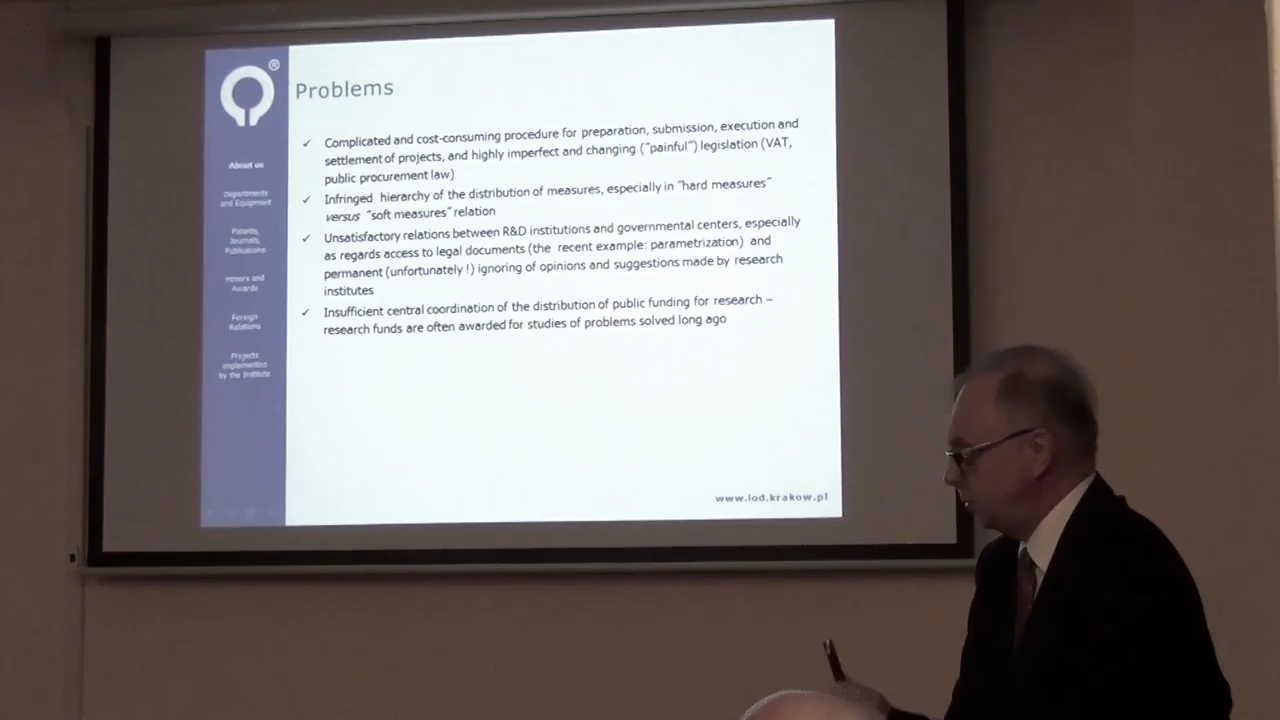 ®
Problems
✓ Complicated and cost-consuming procedure for preparation, submission, execution and
settlement of projects, and highly imperfect and changing ("painful") legislation (VAT,
public procurement law)
✓ Infringed hierarchy of the distribution of measures, especially in "hard measures"
versus "soft measures" relation
✓ Unsatisfactory relations between R&D institutions and governmental centers, especially
as regards access to legal documents (the recent example: parametrization) and
permanent (unfortunately !) ignoring of opinions and suggestions made by research
institutes
✓ Insufficient central coordination of the distribution of public funding for research –
research funds are often awarded for studies of problems solved long ago
About us
Departments
and Equipment
Patents,
Journals,
Publications
Honors and
Awards
Foreign
Relations
Projects
implemented
by the Institute
www.iod.krakow.pl